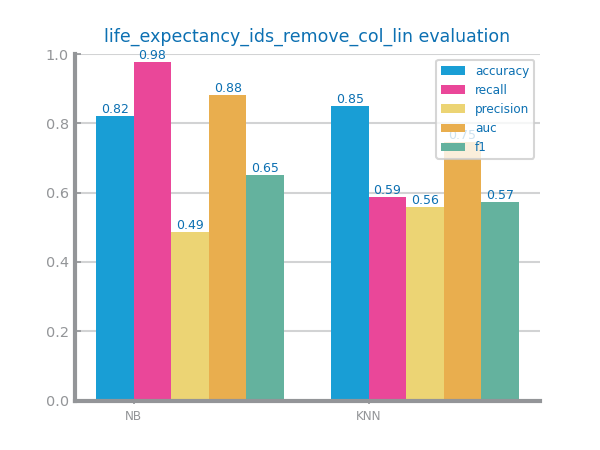 life_expectancy_ids_remove_col_lin evaluation
1.0
0.8
0.6
0.4
0.2
0.0
0.82
0.98
0.49
0.88
0.65
0.85
0.59
0.56
0.75
0.57
accuracy
recall
precision
auc
f1
NB
KNN